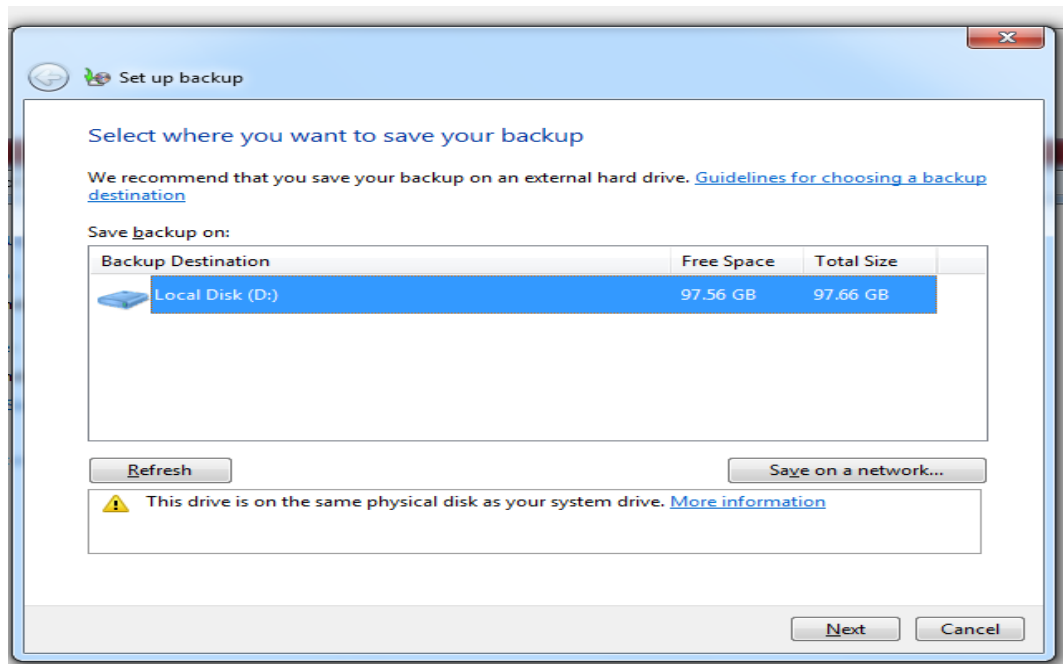 Set up backup
Select where you want to save your backup
We recommend that you save your backup on an external hard drive. Guidelines for choosing a backup
destination
Save backup on:
Backup Destination Free Space Total Size
Local Disk (D:) 97.56 GB 97.66 GB
Refresh Save on a network...
This drive is on the same physical disk as your system drive. More information
Next Cancel